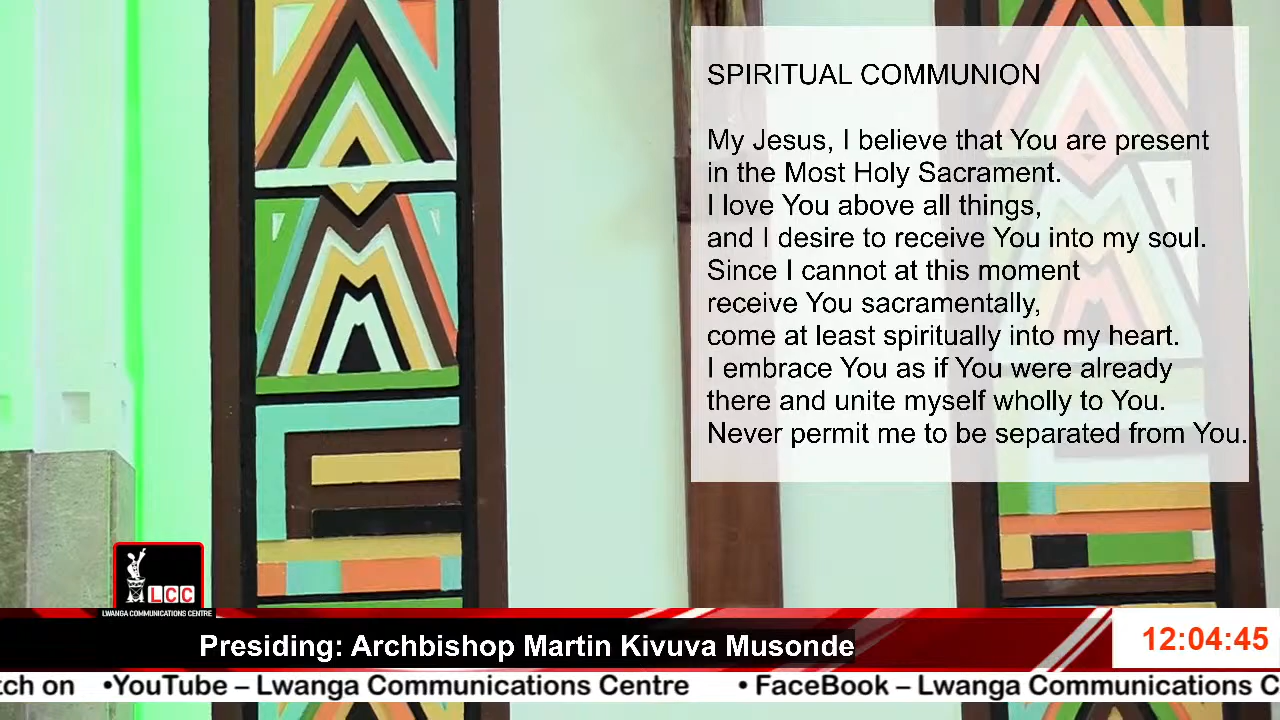 SPIRITUAL COMMUNION
My Jesus, I believe that You are present
in the Most Holy Sacrament.
I love You above all things,
and I desire to receive You into my soul.
Since I cannot at this moment
receive You sacramentally,
come at least spiritually into my heart.
I embrace You as if You were already
there and unite myself wholly to You.
Never permit me to be separated from You.
LCC
LWANGA COMMUNICATIONS CENTRE
Presiding: Archbishop Martin Kivuva Musonde
12:04:45
tch on •YouTube – Lwanga Communications Centre • FaceBook – Lwanga Communications C